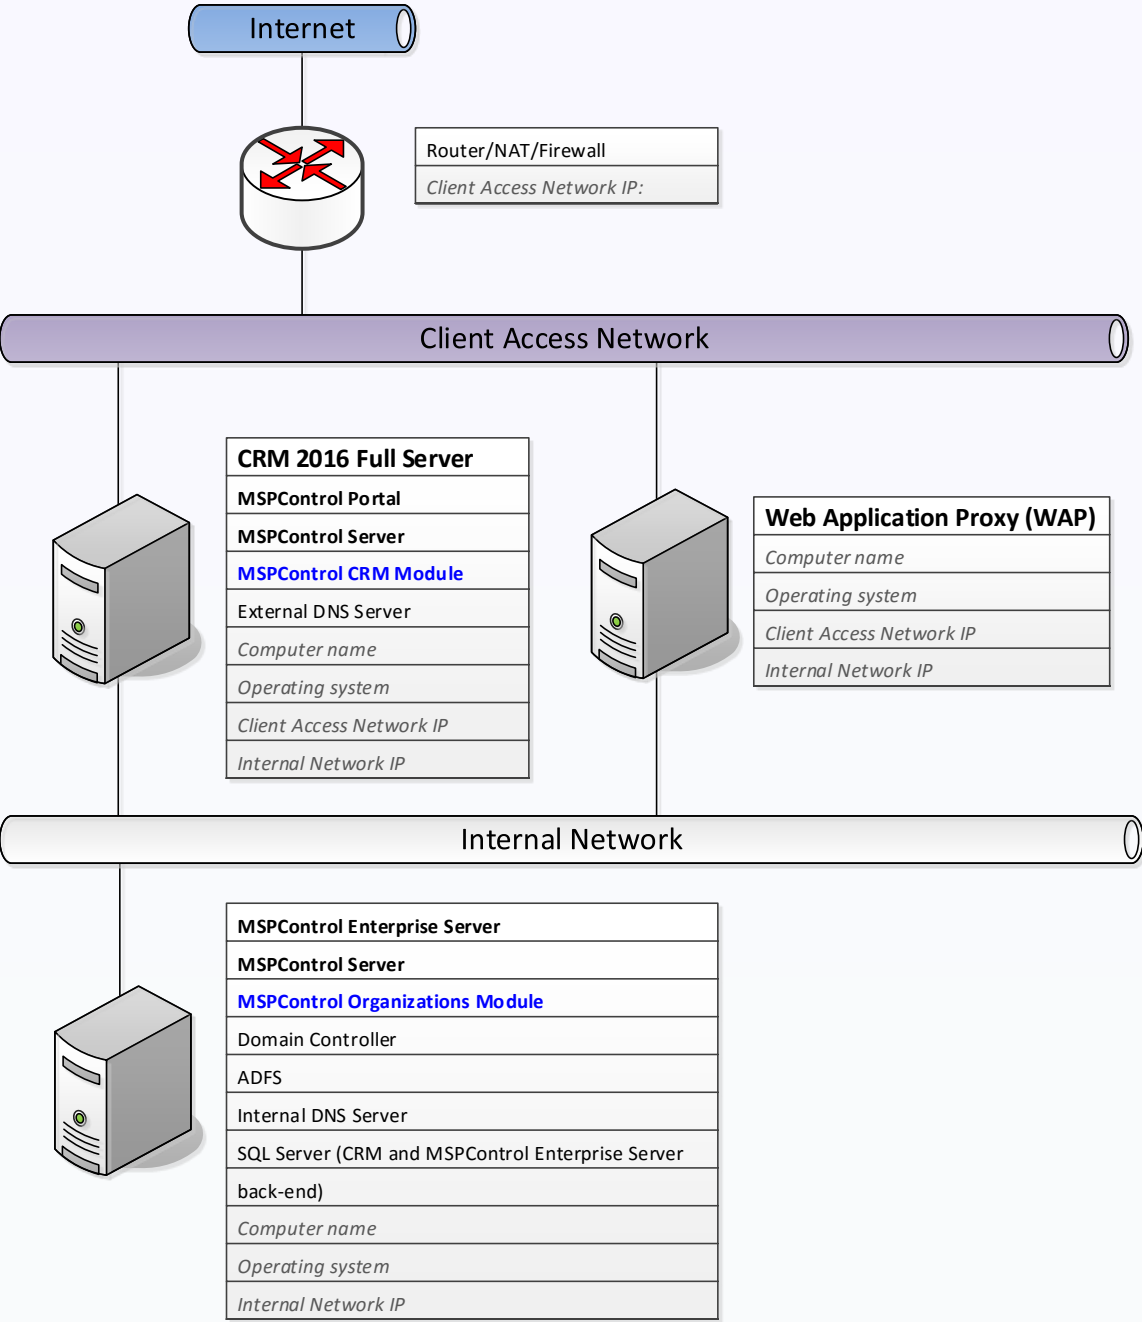 Internet
Router/NAT/Firewall
Client Access Network IP:
Client Access Network
CRM 2016 Full Server
MSPControl Portal
MSPControl Server
MSPControl CRM Module
External DNS Server
Computer name
Operating system
Client Access Network IP
Internal Network IP
Web Application Proxy (WAP)
Computer name
Operating system
Client Access Network IP
Internal Network IP
Internal Network
MSPControl Enterprise Server
MSPControl Server
MSPControl Organizations Module
Domain Controller
ADFS
Internal DNS Server
SQL Server (CRM and MSPControl Enterprise Server
back-end)
Computer name
Operating system
Internal Network IP